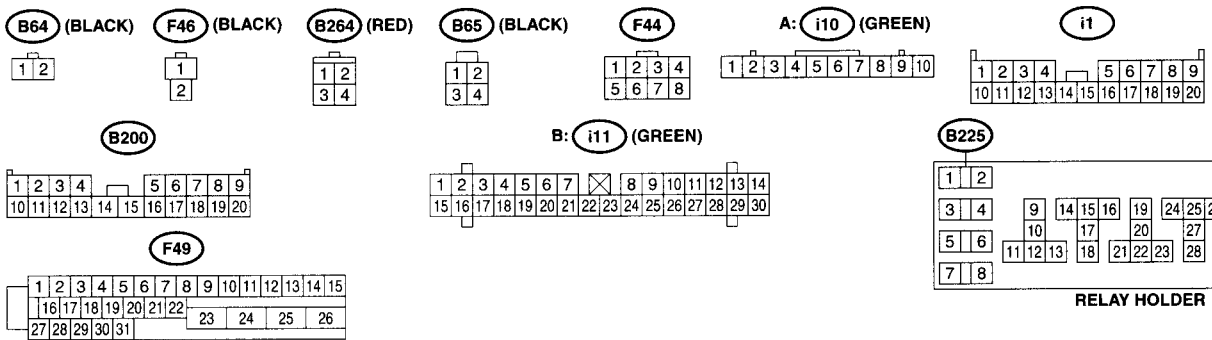 B64 (BLACK)
1 2
F46 (BLACK)
1
2
B264 (RED)
1 2
3 4
B65 (BLACK)
1 2
3 4
F44
1 2 3 4
5 6 7 8
A: i10 (GREEN)
1 2 3 4 5 6 7 8 9 10
i1
1 2 3 4 5 6 7 8 9
10 11 12 13 14 15 16 17 18 19 20
B200
1 2 3 4 5 6 7 8 9
10 11 12 13 14 15 16 17 18 19 20
B: i11 (GREEN)
1 2 3 4 5 6 7 8 9 10 11 12 13 14
15 16 17 18 19 20 21 22 23 24 25 26 27 28 29 30
B225
1 2
3 4 9 14 15 16 19 24 25
10 17 20 27
5 6 11 12 13 18 21 22 23 28
7 8
RELAY HOLDER
F49
1 2 3 4 5 6 7 8 9 10 11 12 13 14 15
16 17 18 19 20 21 22 23 24 25 26
27 28 29 30 31